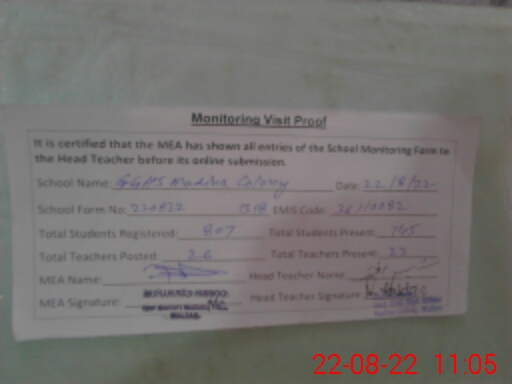 Monitoring Visit Proof
It is certified that the MEA has shown all entries of the School Monitoring Form to
the Head Teacher before its online submission.
School Name: GGHS Madina Colony Date: 22/8/22
School Form No: 220822 EMIS Code:
Total Students Registered: 807 Total Students Present:
Total Teachers Posted: 26 Total Teachers Present: 23
MEA Name: Head Teacher Name:
MEA Signature: Head Teacher Signature:
22-08-22 11:05